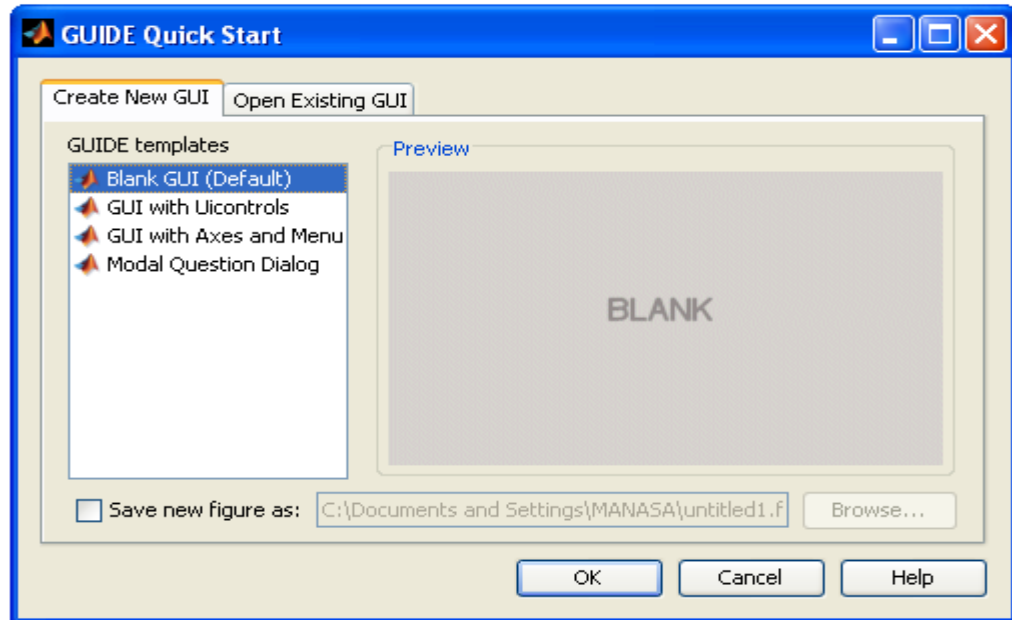 GUIDE Quick Start
Create New GUI
Open Existing GUI
GUIDE templates
Blank GUI (Default)
GUI with Uicontrols
GUI with Axes and Menu
Modal Question Dialog
Preview
BLANK
Save new figure as:
C:\Documents and Settings\MANASA\untitled1.f
Browse...
OK
Cancel
Help